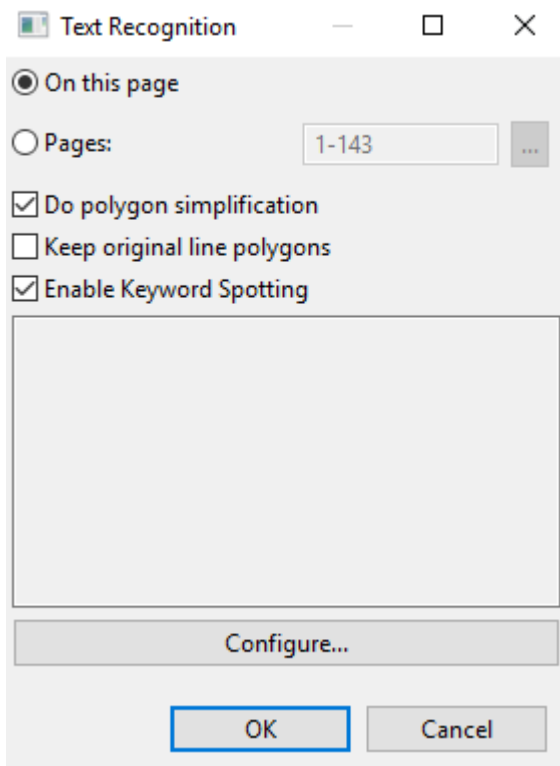 Text Recognition
On this page
Pages: 1-143 ...
Do polygon simplification
Keep original line polygons
Enable Keyword Spotting
Configure...
OK Cancel